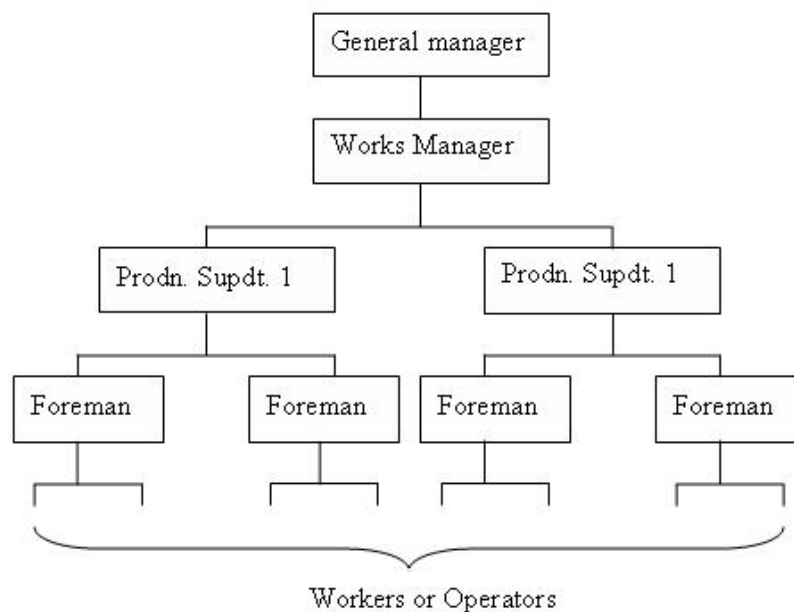 General manager
Works Manager
Prodn. Supdt. 1
Prodn. Supdt. 1
Foreman
Foreman
Foreman
Foreman
Workers or Operators